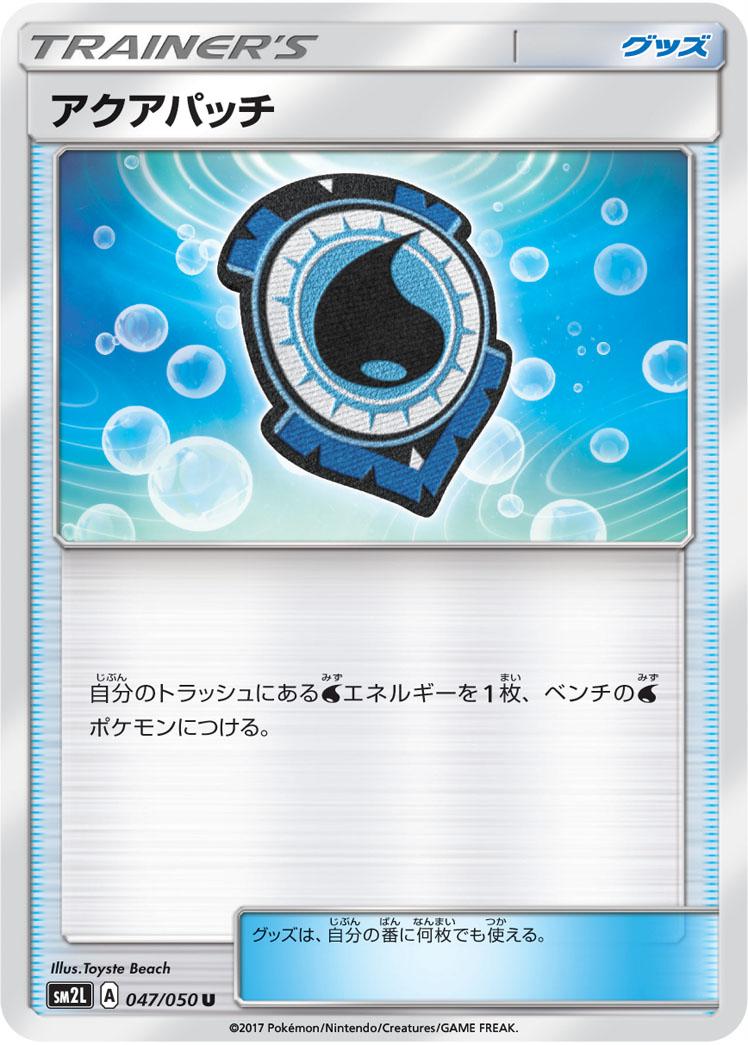 TRAINER'S グッズ
アクアパッチ
自分のトラッシュにあるエネルギーを1枚、ベンチの
ポケモンにつける。
グッズは、自分の番に何枚でも使える。
Illus.Toyste Beach
SM2L A 047/050 U
©2017 Pokémon/Nintendo/Creatures/GAME FREAK.